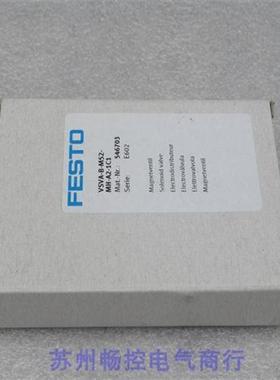 FESTO
VSVA-B-M52-
MH-A2-1C1
Mat. Nr.: 546703
Serie: E602
Magnetventil
Solenoid valve
Electrodistributeur
Electroválvula
Elettrovalvola
Magnetventil
苏州畅控电气商行